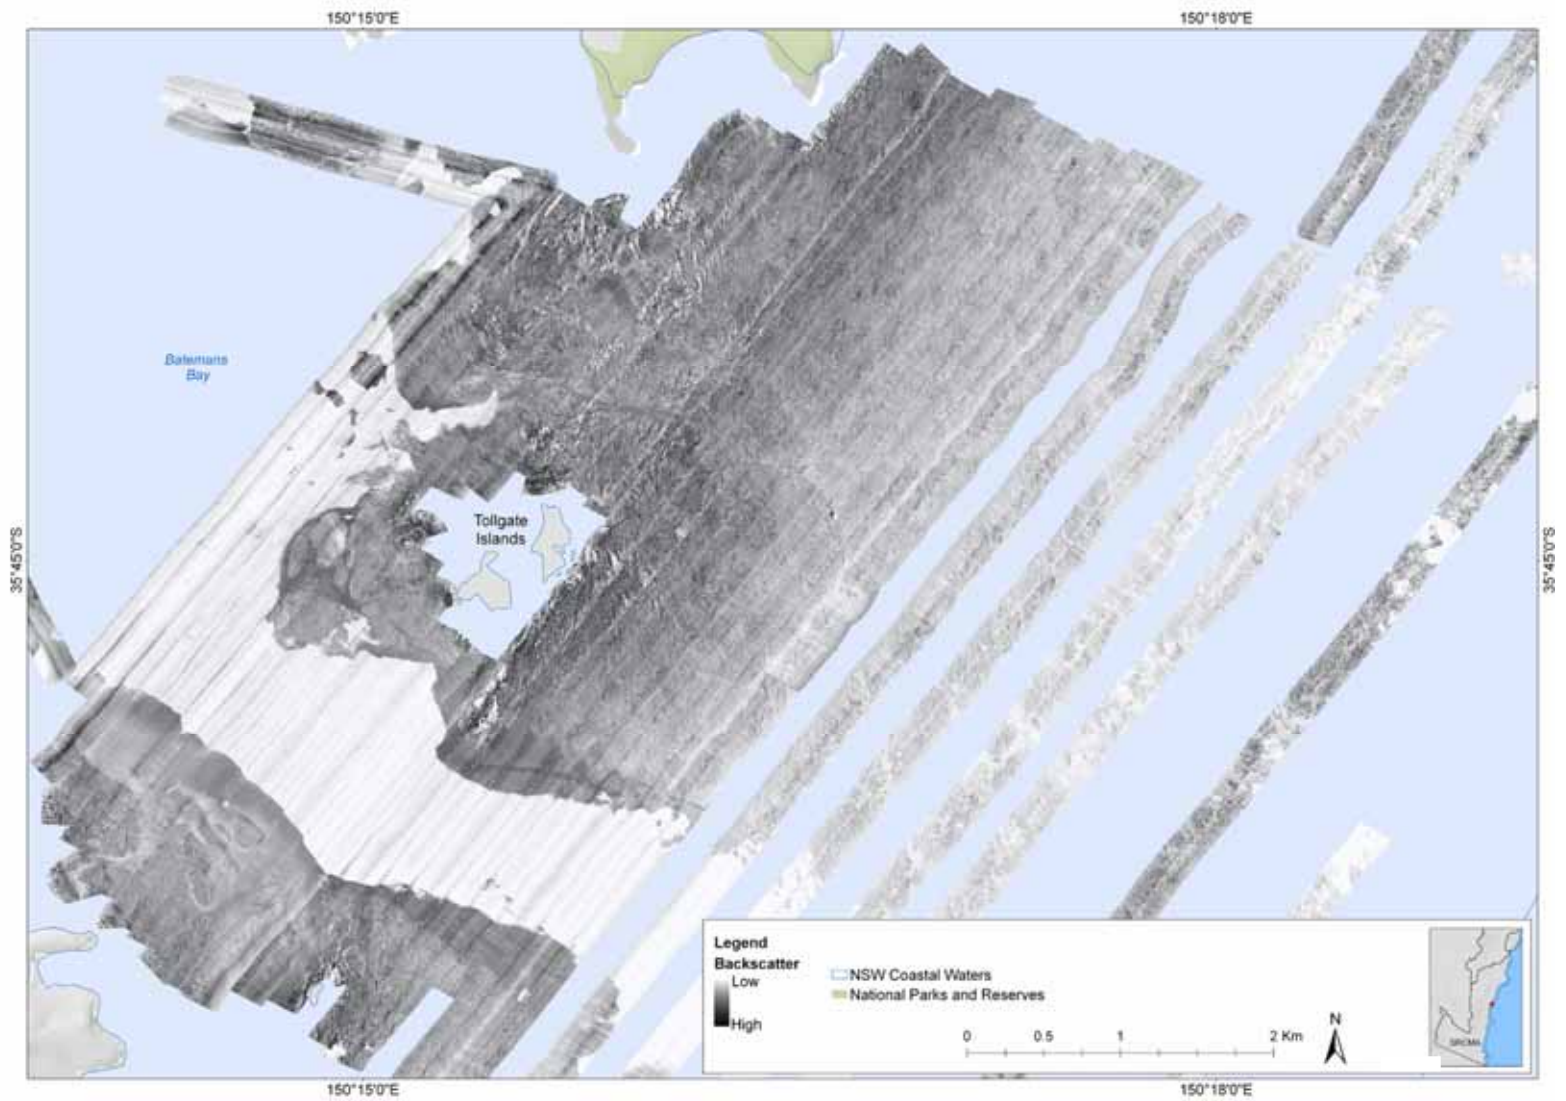 150°15'0"E
150°18'0"E
Batemans
Bay
Tollgate
Islands
35°45'0"S
35°45'0"S
Legend
Backscatter
Low
High
NSW Coastal Waters
National Parks and Reserves
0 0.5 1 2 Km
N
SRCMA
150°15'0"E
150°18'0"E